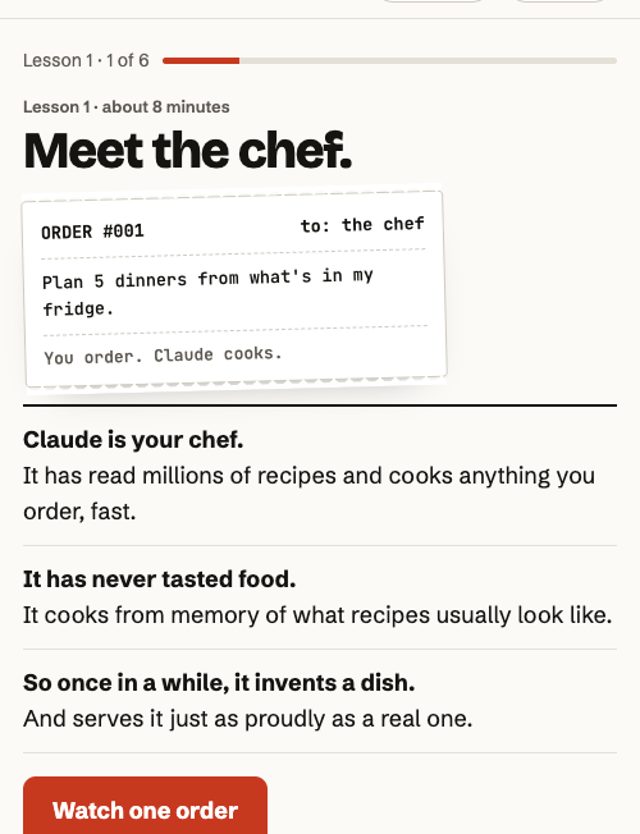 Lesson 1 · 1 of 6
Lesson 1 · about 8 minutes
Meet the chef.
ORDER #001 to: the chef
Plan 5 dinners from what's in my
fridge.
You order. Claude cooks.
Claude is your chef.
It has read millions of recipes and cooks anything you
order, fast.
It has never tasted food.
It cooks from memory of what recipes usually look like.
So once in a while, it invents a dish.
And serves it just as proudly as a real one.
Watch one order